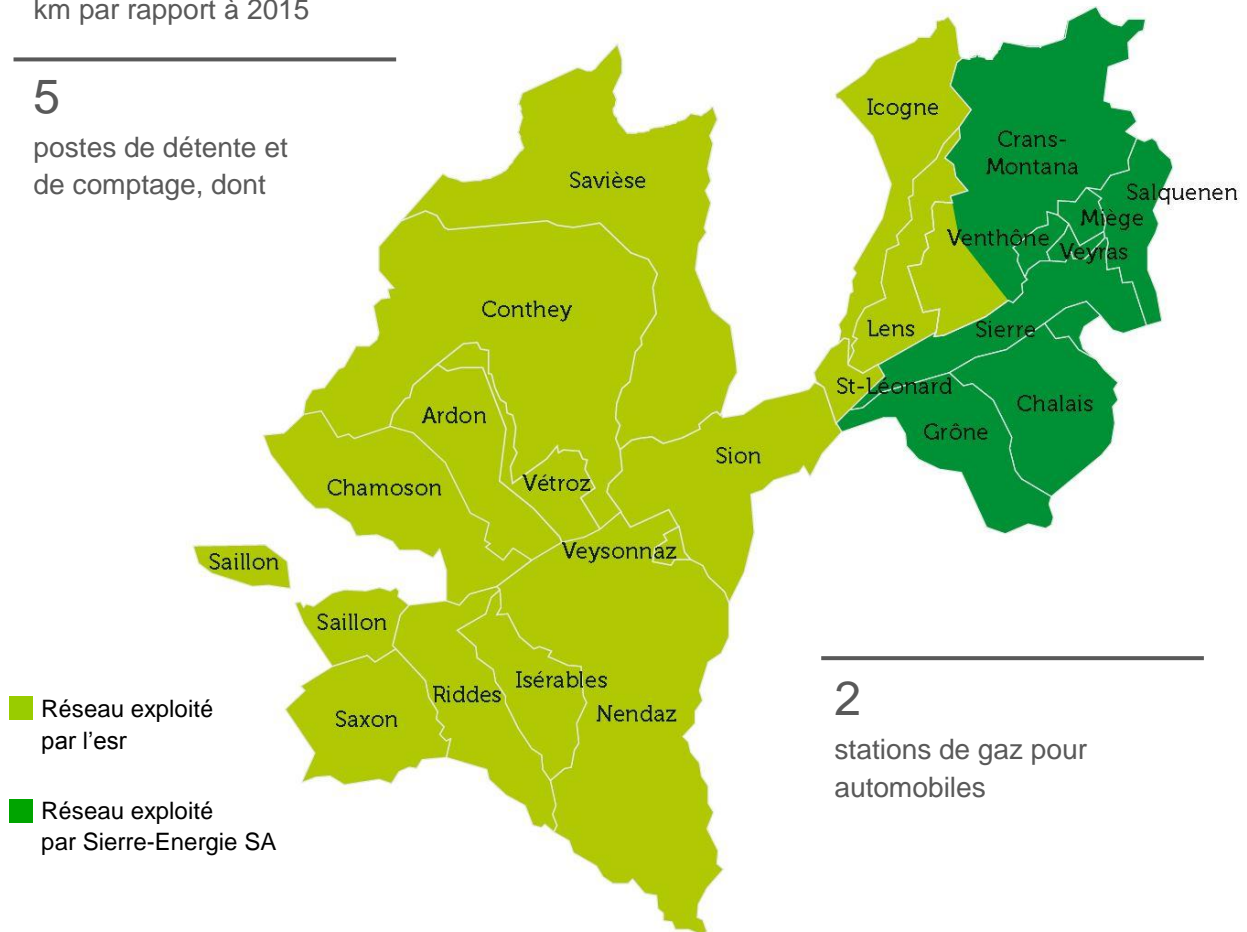 km par rapport à 2015
5
postes de détente et
de comptage, dont
Icogne
Crans-
Montana
Savièse
Salquenen
Miège
Venthône
Veyras
Conthey
Lens
Sierre
St-Léonard
Chalais
Ardon
Grône
Sion
Vétroz
Chamoson
Veysonnaz
Saillon
Saillon
Isérables
Riddes
Nendaz
Saxon
Réseau exploité
par l'esr
Réseau exploité
par Sierre-Energie SA
2
stations de gaz pour
automobiles